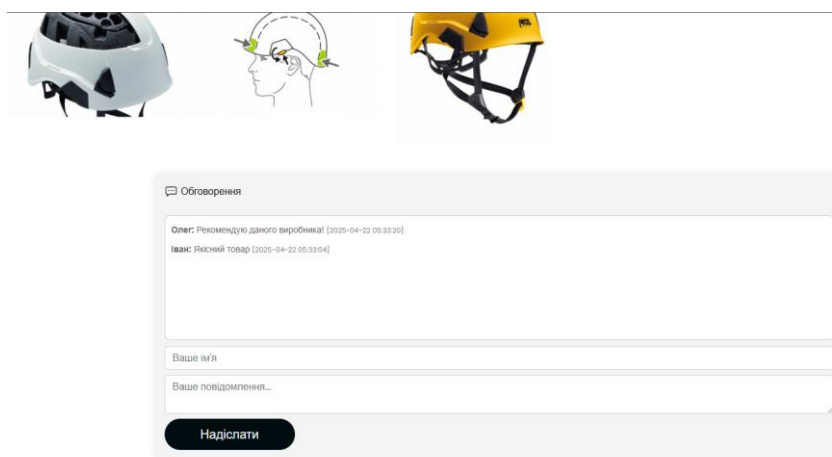 PETZL
Обговорення
Олег: Рекомендую даного виробника! [2025-04-22 05:33:20]
Іван: Якісний товар [2025-04-22 05:33:04]
Ваше ім'я
Ваше повідомлення...
Надіслати